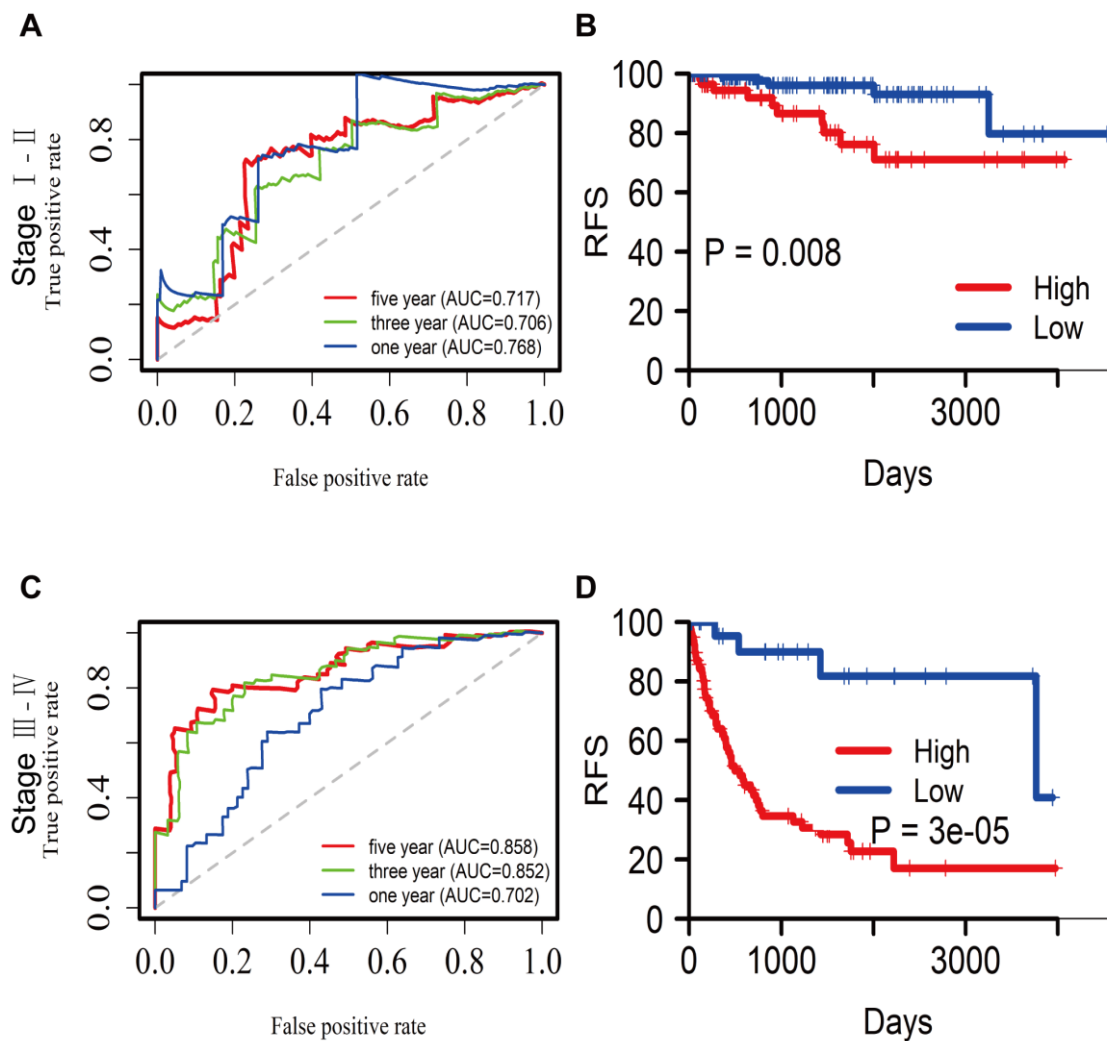 A
Stage I - II
True positive rate
0.0 0.4 0.8
five year (AUC=0.717)
three year (AUC=0.706)
one year (AUC=0.768)
0.0 0.2 0.4 0.6 0.8 1.0
False positive rate
B
RFS
100
80
60
40
20
0
P = 0.008
High
Low
0 1000 3000
Days
C
Stage III - IV
True positive rate
0.0 0.4 0.8
five year (AUC=0.858)
three year (AUC=0.852)
one year (AUC=0.702)
0.0 0.2 0.4 0.6 0.8 1.0
False positive rate
D
RFS
100
80
60
40
20
0
High
Low
P = 3e-05
0 1000 3000
Days